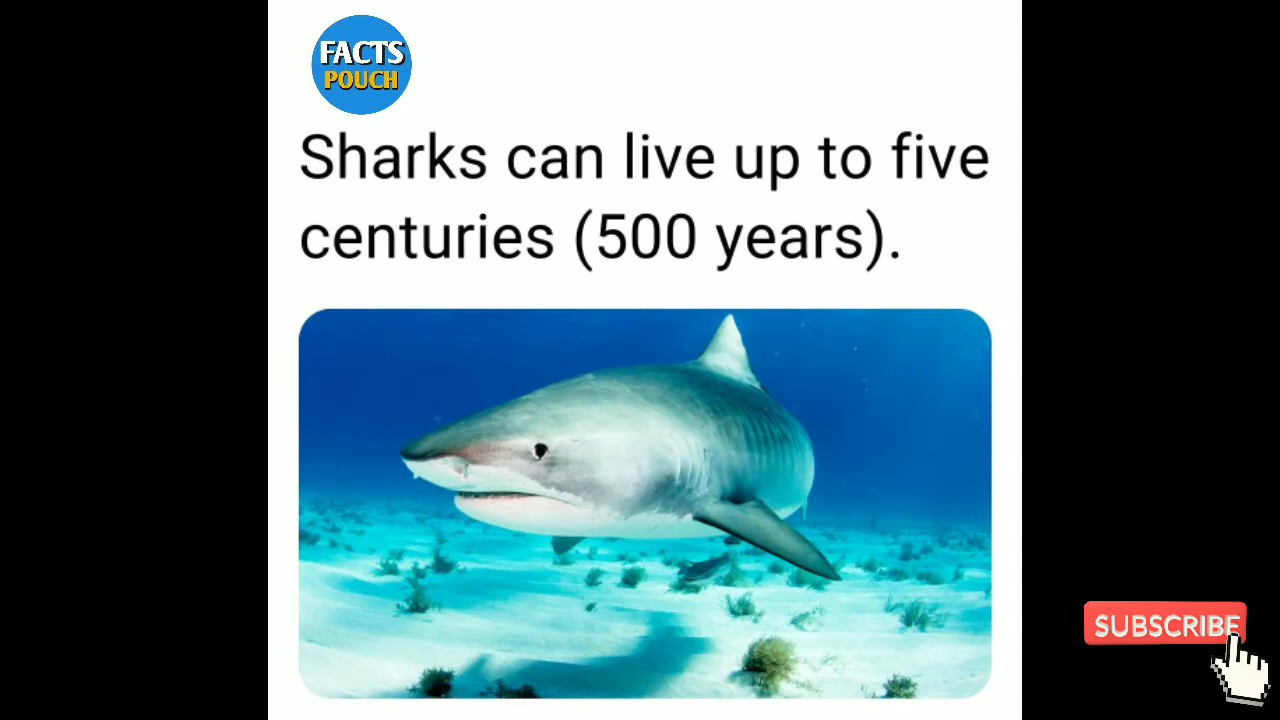 FACTS
POUCH
Sharks can live up to five
centuries (500 years).
SUBSCRIBE